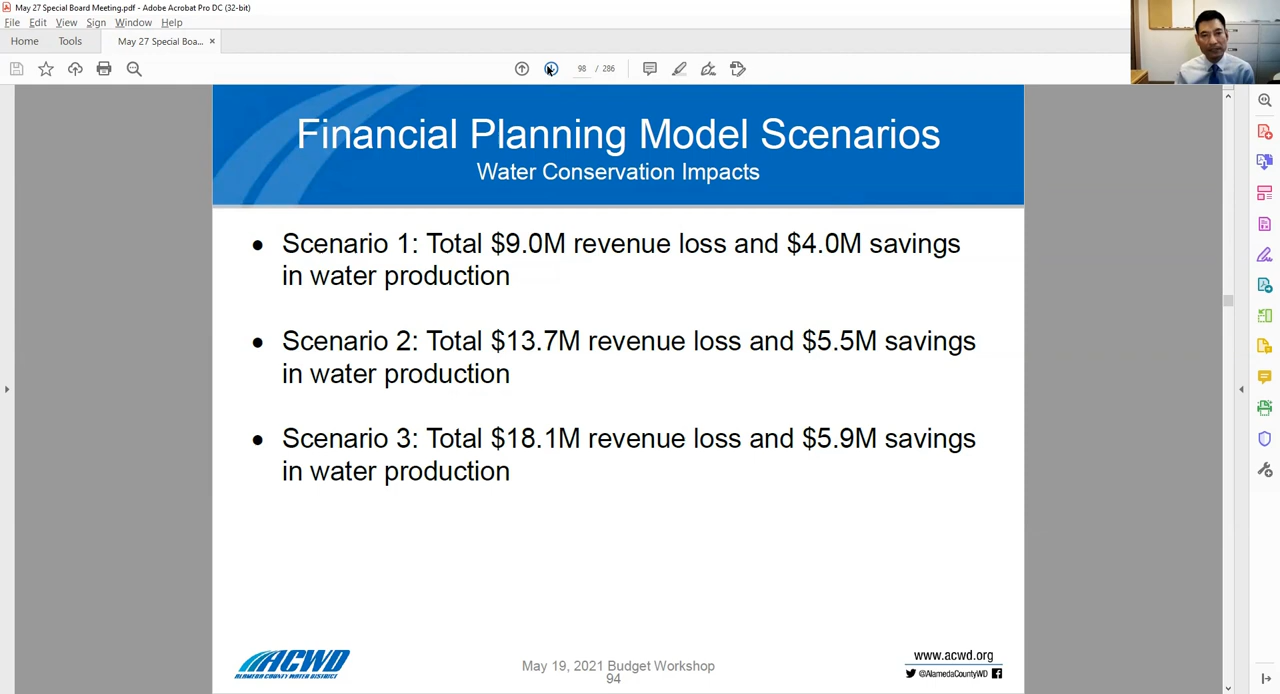 May 27 Special Board Meeting.pdf - Adobe Acrobat Pro DC (32-bit)
File Edit View Sign Window Help
Home Tools May 27 Special Boa... ×
98 / 286
Financial Planning Model Scenarios
Water Conservation Impacts
• Scenario 1: Total $9.0M revenue loss and $4.0M savings
in water production
• Scenario 2: Total $13.7M revenue loss and $5.5M savings
in water production
• Scenario 3: Total $18.1M revenue loss and $5.9M savings
in water production
ACWD
ALAMEDA COUNTY WATER DISTRICT
May 19, 2021 Budget Workshop
94
www.acwd.org
@AlamedaCountyWD